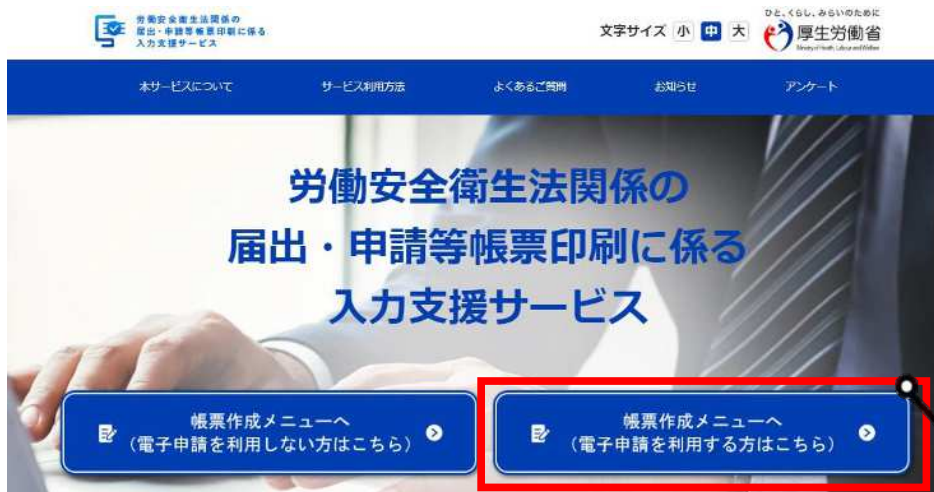 労働安全衛生法関係の
届出・申請等帳票印刷に係る
入力支援サービス
文字サイズ 小 中 大
ひと、くらし、みらいのために
厚生労働省
Ministry of Health, Labour and Welfare
本サービスについて サービス利用方法 よくあるご質問 お知らせ アンケート
労働安全衛生法関係の
届出・申請等帳票印刷に係る
入力支援サービス
帳票作成メニューへ
（電子申請を利用しない方はこちら）
帳票作成メニューへ
（電子申請を利用する方はこちら）